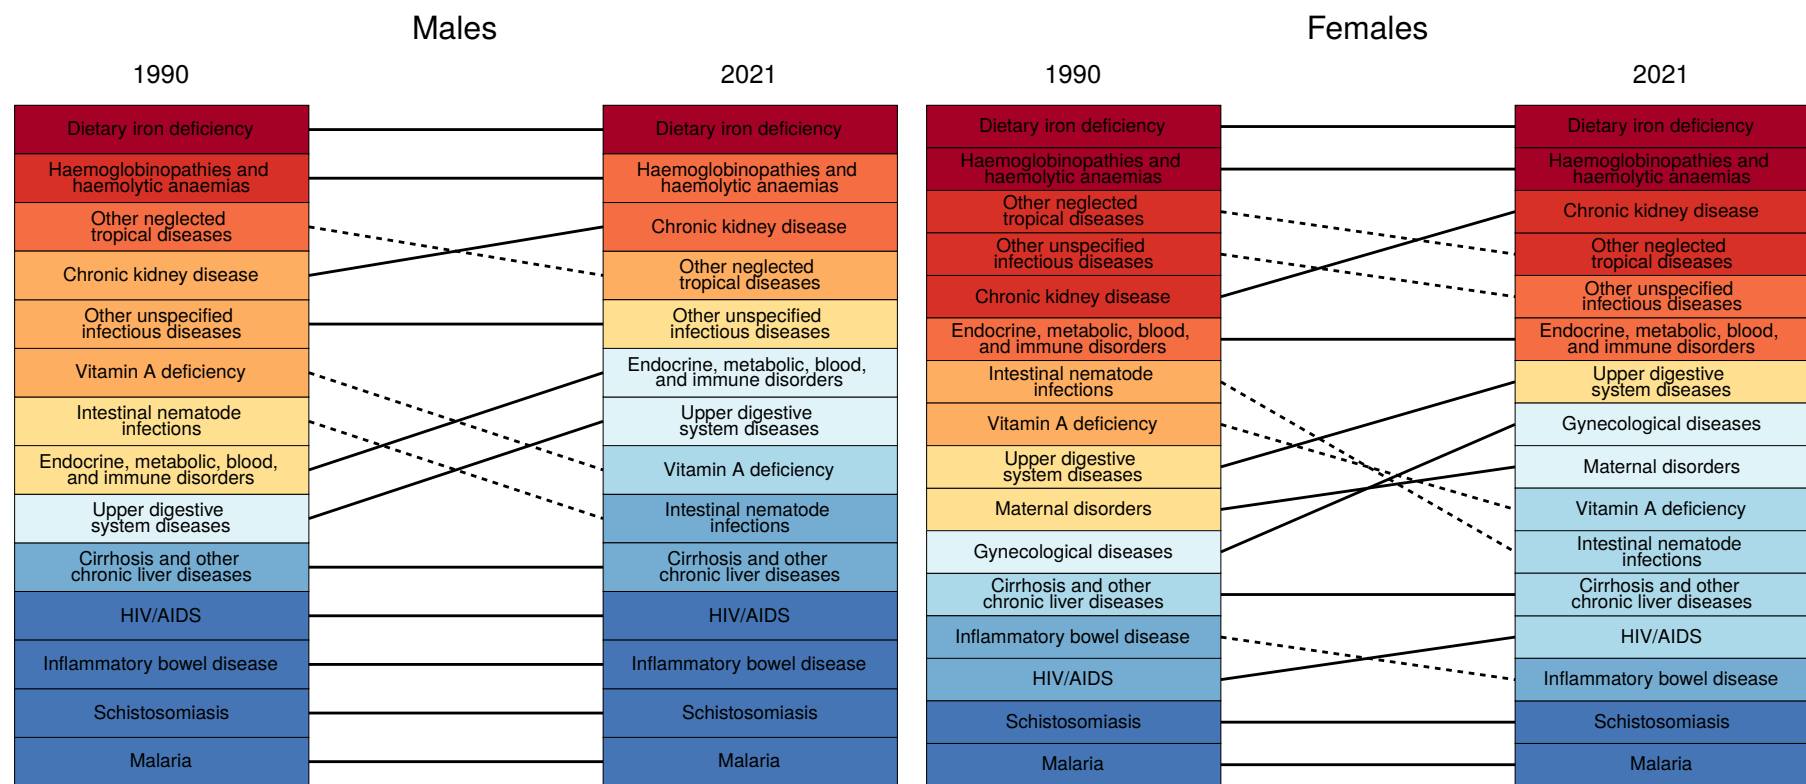 Males
1990
2021
Dietary iron deficiency
Haemoglobinopathies and
haemolytic anaemias
Other neglected
tropical diseases
Chronic kidney disease
Other unspecified
infectious diseases
Vitamin A deficiency
Intestinal nematode
infections
Endocrine, metabolic, blood,
and immune disorders
Upper digestive
system diseases
Cirrhosis and other
chronic liver diseases
HIV/AIDS
Inflammatory bowel disease
Schistosomiasis
Malaria
Dietary iron deficiency
Haemoglobinopathies and
haemolytic anaemias
Chronic kidney disease
Other neglected
tropical diseases
Other unspecified
infectious diseases
Endocrine, metabolic, blood,
and immune disorders
Upper digestive
system diseases
Vitamin A deficiency
Intestinal nematode
infections
Cirrhosis and other
chronic liver diseases
HIV/AIDS
Inflammatory bowel disease
Schistosomiasis
Malaria
Females
1990
2021
Dietary iron deficiency
Haemoglobinopathies and
haemolytic anaemias
Other neglected
tropical diseases
Other unspecified
infectious diseases
Chronic kidney disease
Endocrine, metabolic, blood,
and immune disorders
Intestinal nematode
infections
Vitamin A deficiency
Upper digestive
system diseases
Maternal disorders
Gynecological diseases
Cirrhosis and other
chronic liver diseases
Inflammatory bowel disease
HIV/AIDS
Schistosomiasis
Malaria
Dietary iron deficiency
Haemoglobinopathies and
haemolytic anaemias
Chronic kidney disease
Other neglected
tropical diseases
Other unspecified
infectious diseases
Endocrine, metabolic, blood,
and immune disorders
Upper digestive
system diseases
Gynecological diseases
Maternal disorders
Vitamin A deficiency
Intestinal nematode
infections
Cirrhosis and other
chronic liver diseases
HIV/AIDS
Inflammatory bowel disease
Schistosomiasis
Malaria